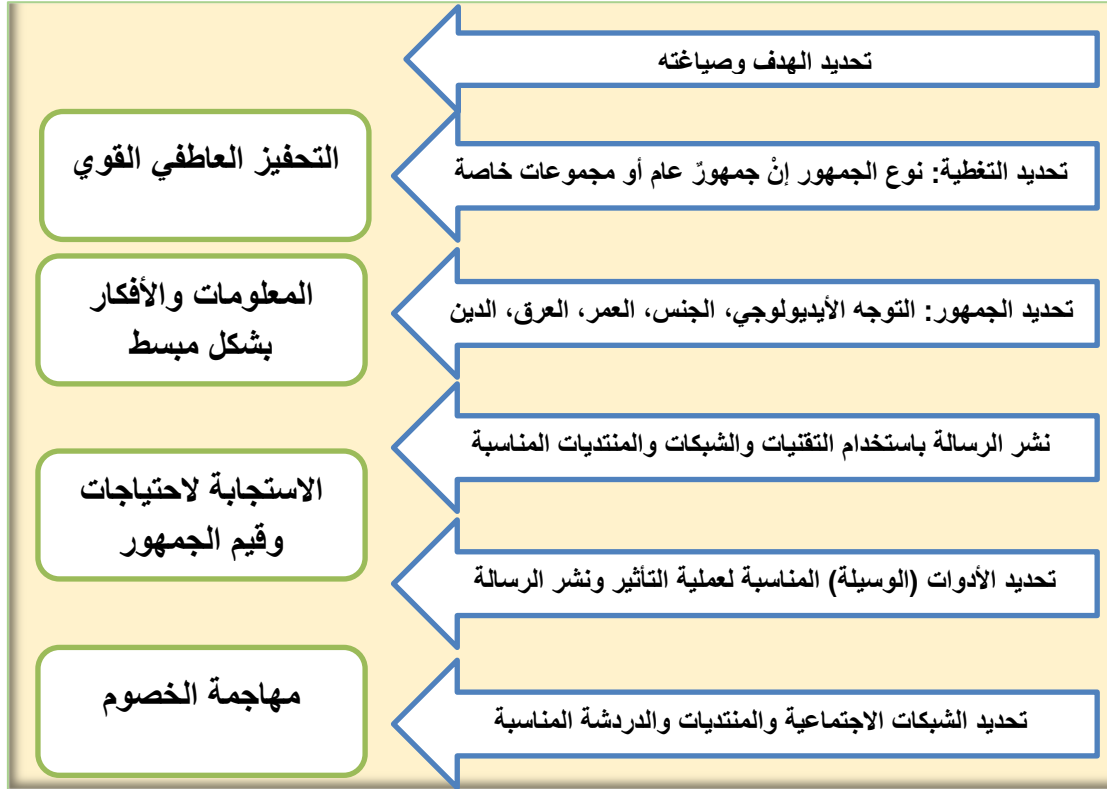 تحديد الهدف وصياغته
تحديد التغطية: نوع الجمهور إنْ جمهورٌ عام أو مجموعات خاصة
تحديد الجمهور: التوجه الأيديولوجي، الجنس، العمر، العرق، الدين
نشر الرسالة باستخدام التقنيات والشبكات والمنتديات المناسبة
تحديد الأدوات (الوسيلة) المناسبة لعملية التأثير ونشر الرسالة
تحديد الشبكات الاجتماعية والمنتديات والدردشة المناسبة
التحفيز العاطفي القوي
المعلومات والأفكار
بشكل مبسط
الاستجابة لاحتياجات
وقيم الجمهور
مهاجمة الخصوم